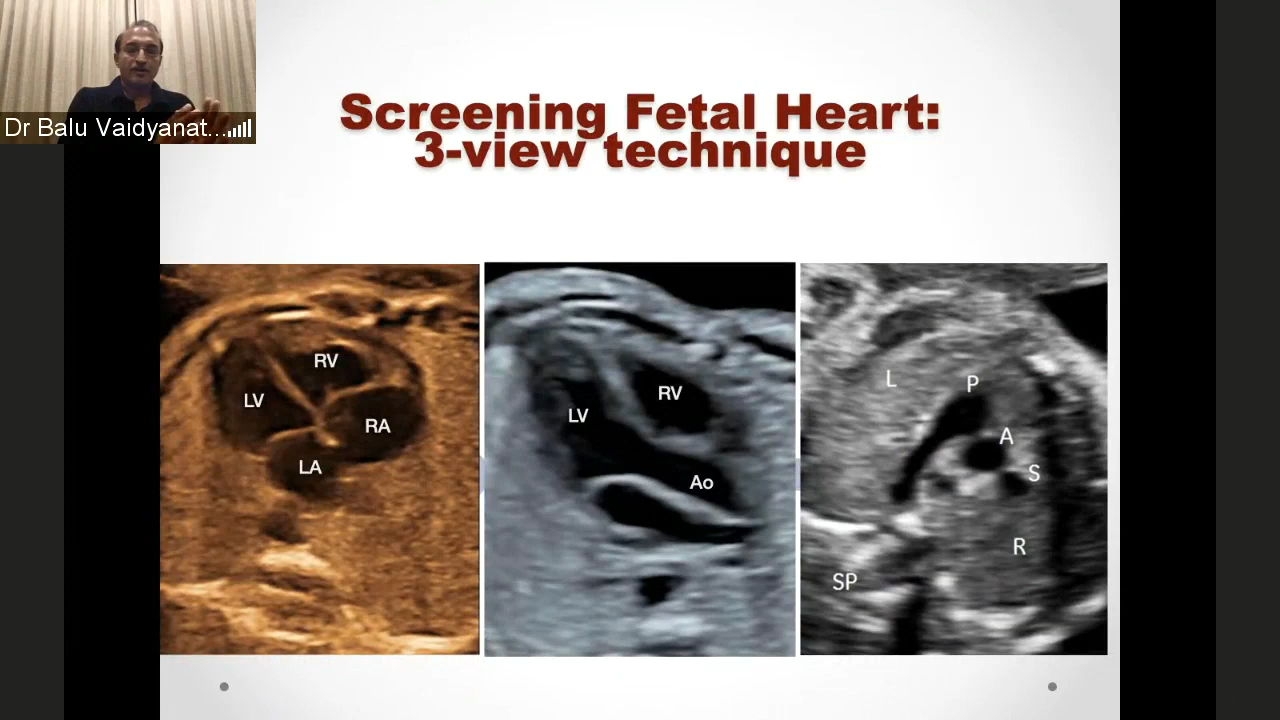 Dr Balu Vaidyanat...
Screening Fetal Heart:
3-view technique
RV
LV
RA
LA
RV
LV
Ao
L
P
A
S
R
SP